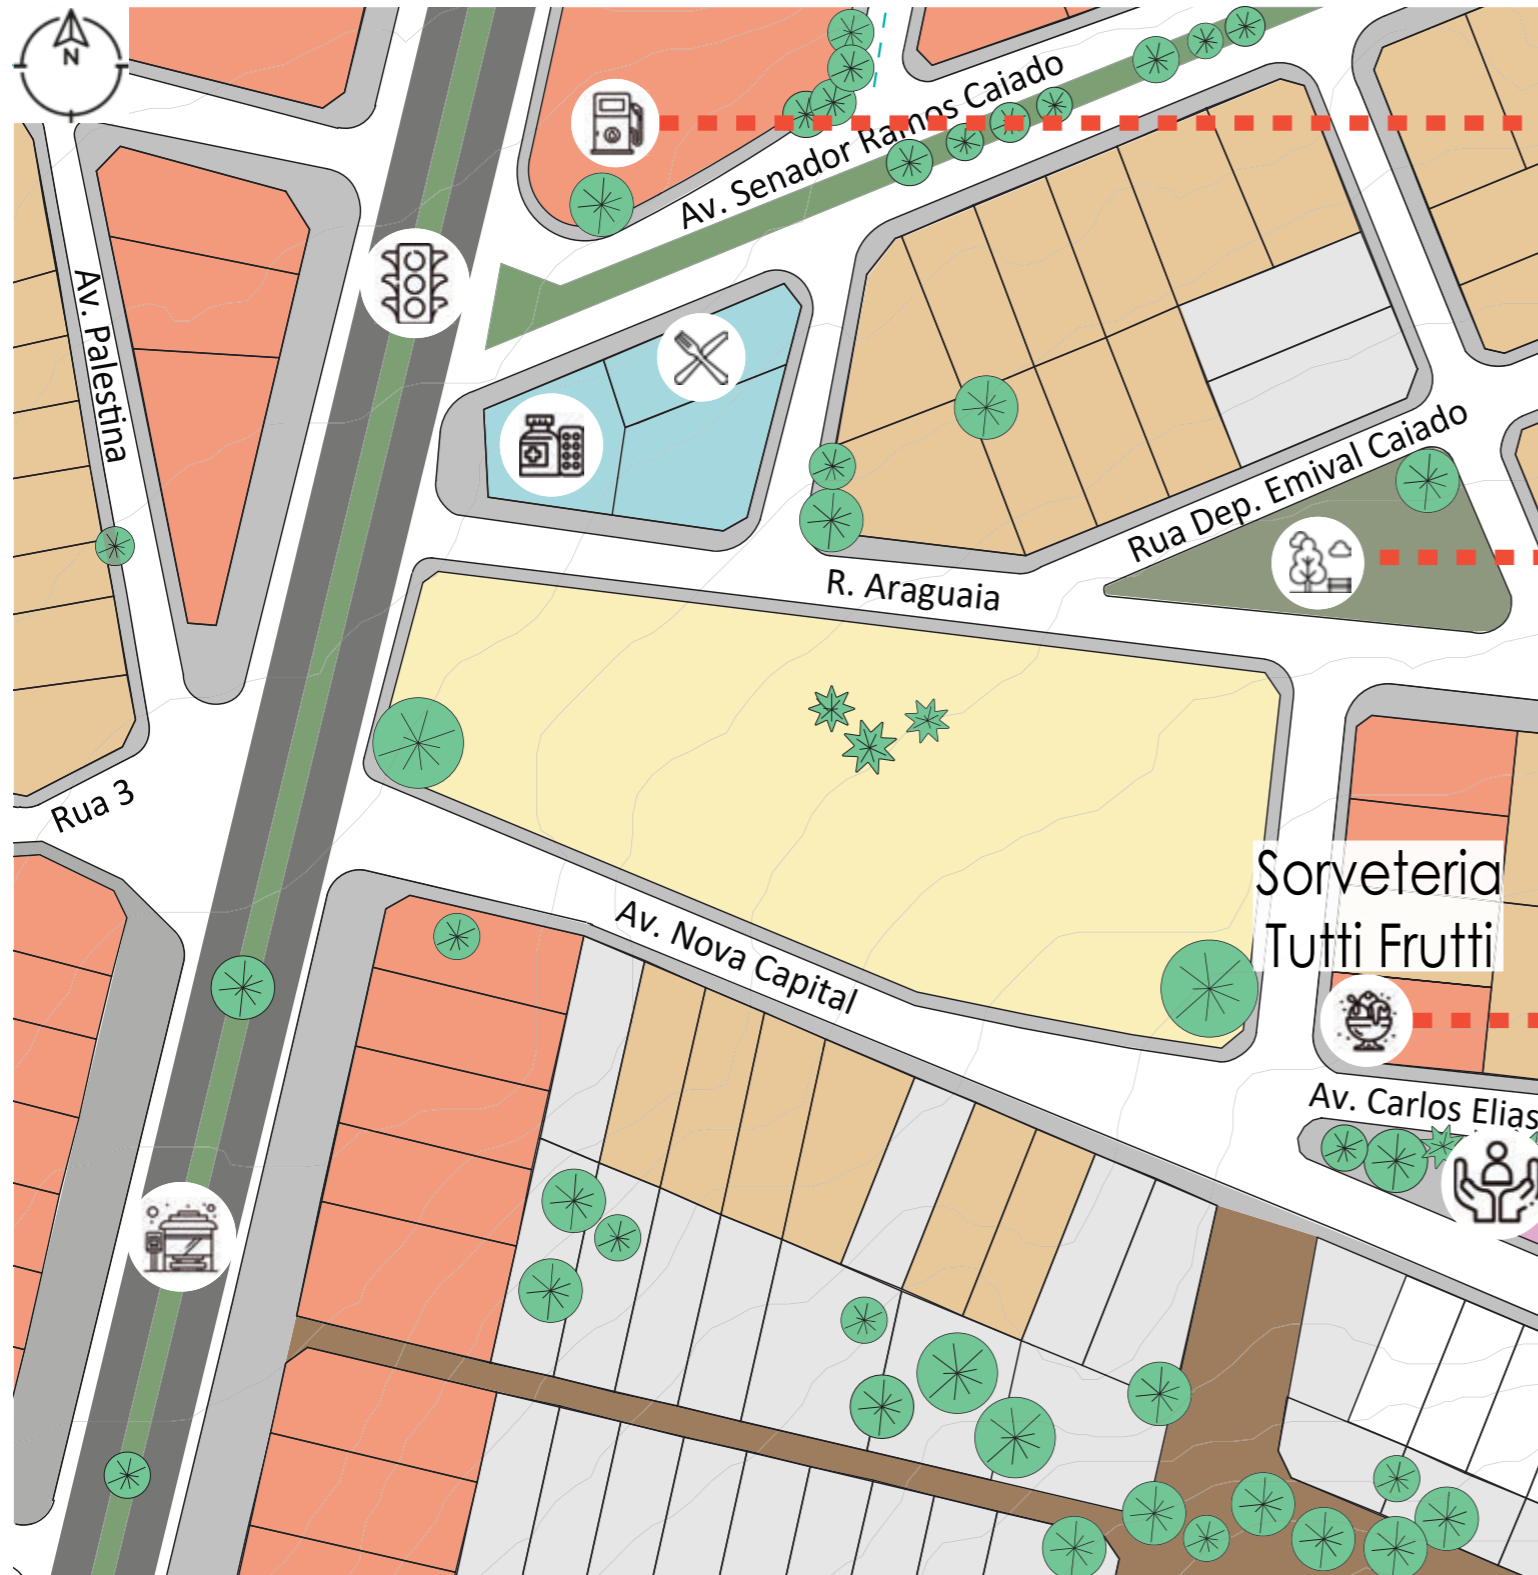 N
Av. Senador Ramos Caiado
Av. Palestina
Rua Dep. Emival Caiado
R. Araguaia
Rua 3
Sorveteria
Tutti Frutti
Av. Nova Capital
Av. Carlos Elias